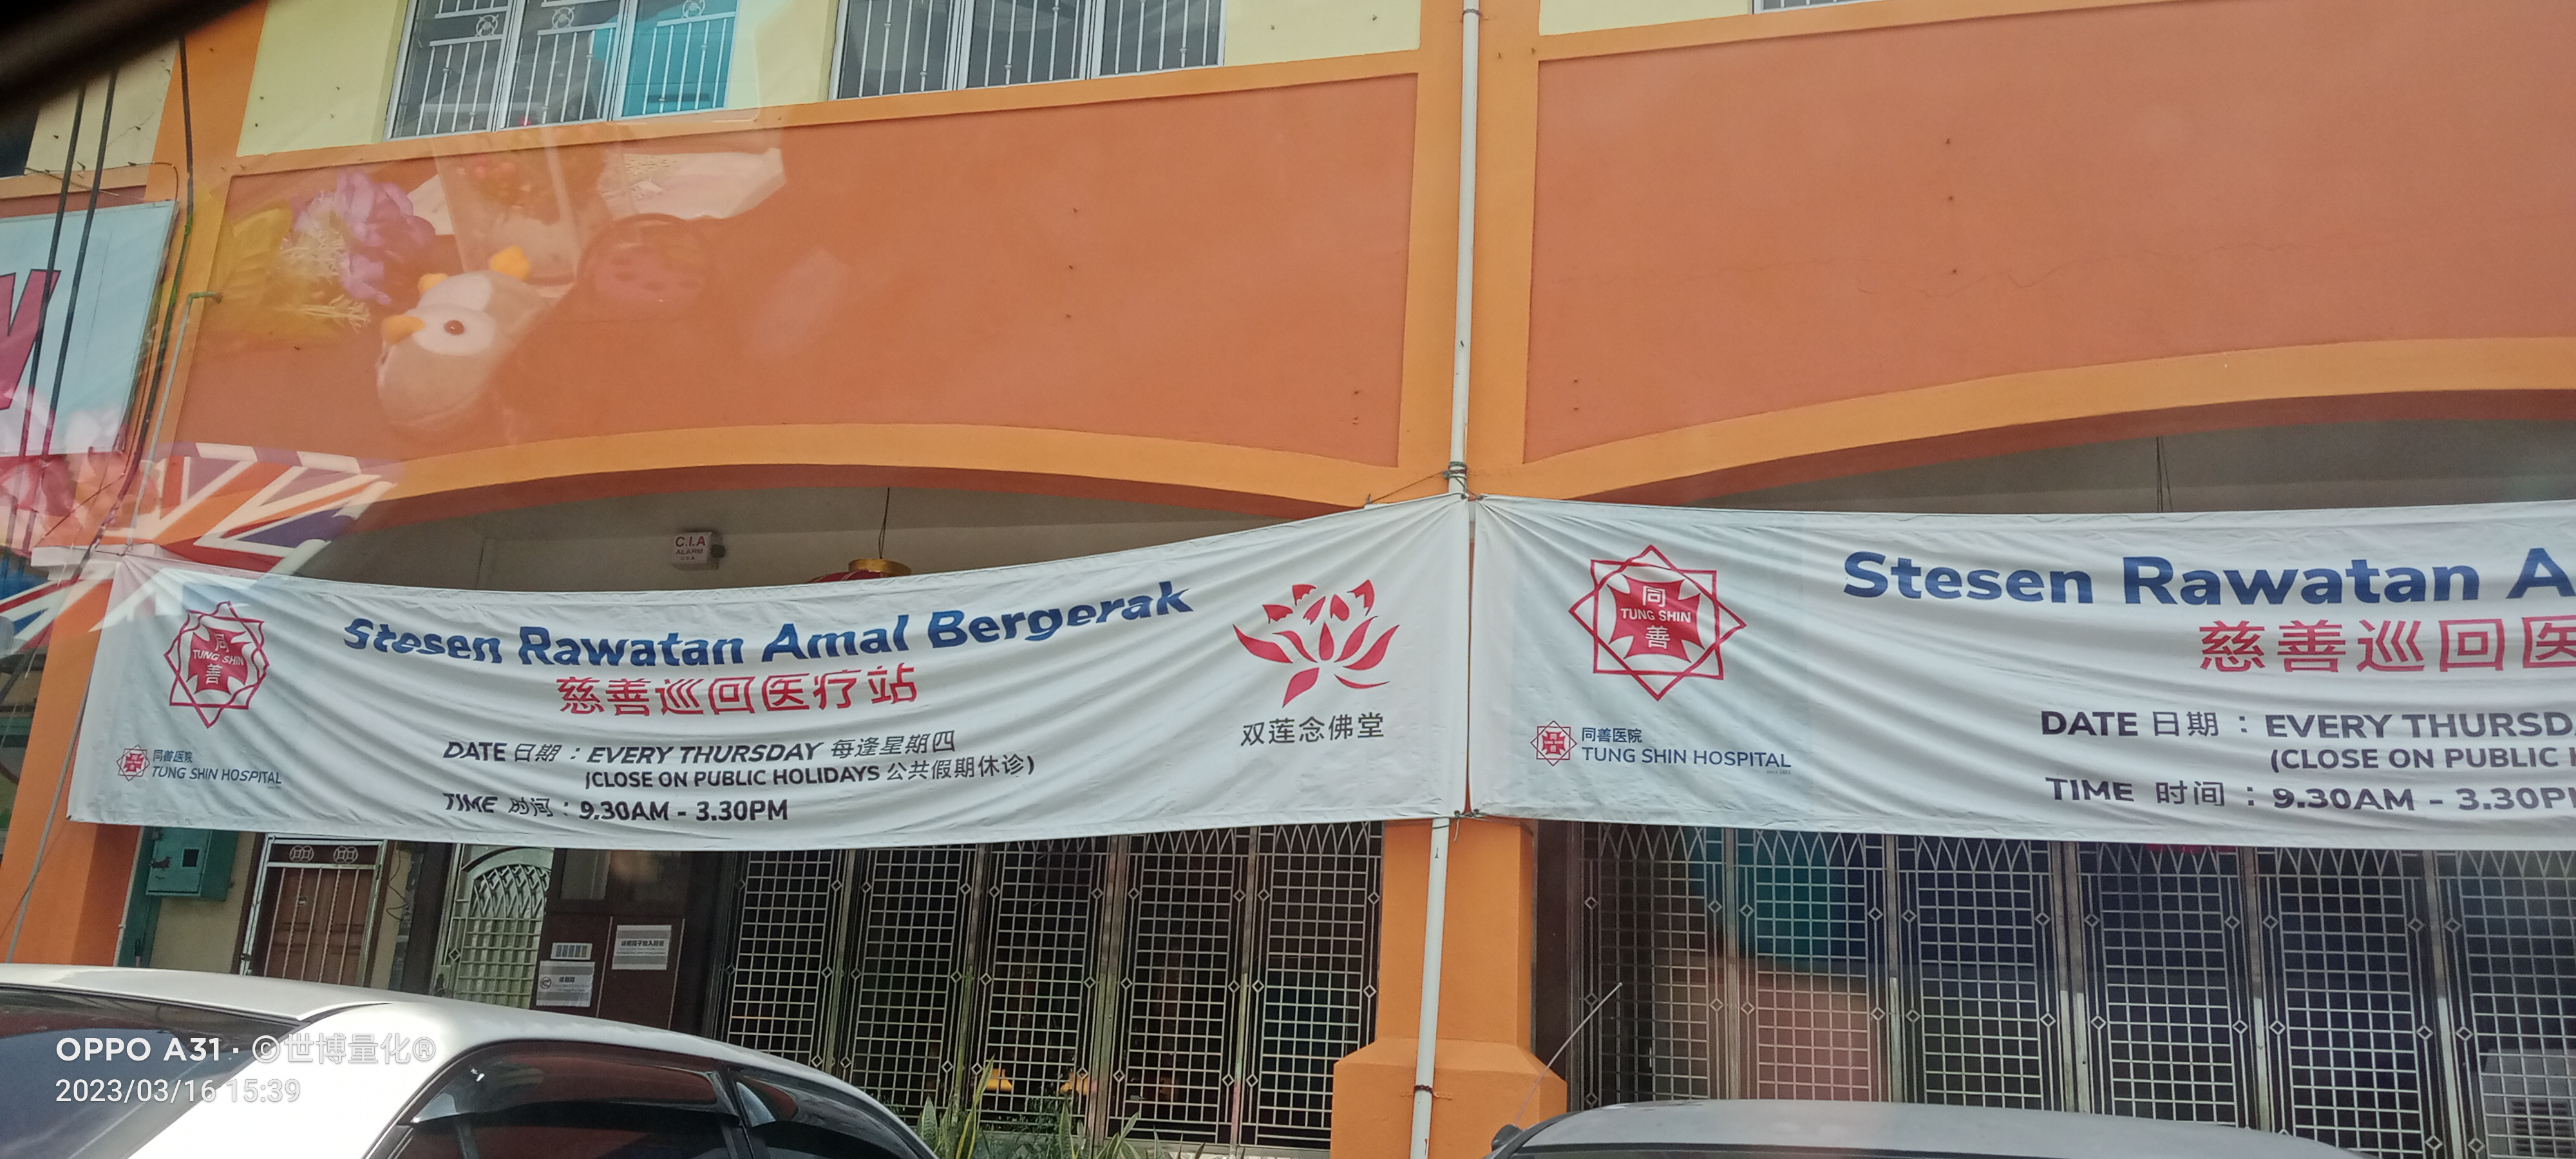 C.I.A
ALARM
同
TUNG SHIN
善
同善医院
TUNG SHIN HOSPITAL
Stesen Rawatan Amal Bergerak
慈善巡回医疗站
DATE 日期 : EVERY THURSDAY 每逢星期四
(CLOSE ON PUBLIC HOLIDAYS 公共假期休诊)
TIME 时间 : 9.30AM - 3.30PM
双莲念佛堂
同
TUNG SHIN
善
同善医院
TUNG SHIN HOSPITAL
Stesen Rawatan A
慈善巡回医
DATE 日期 : EVERY THURSD
(CLOSE ON PUBLIC
TIME 时间 : 9.30AM - 3.30P
OPPO A31 · ©世博量化®
2023/03/16 15:39